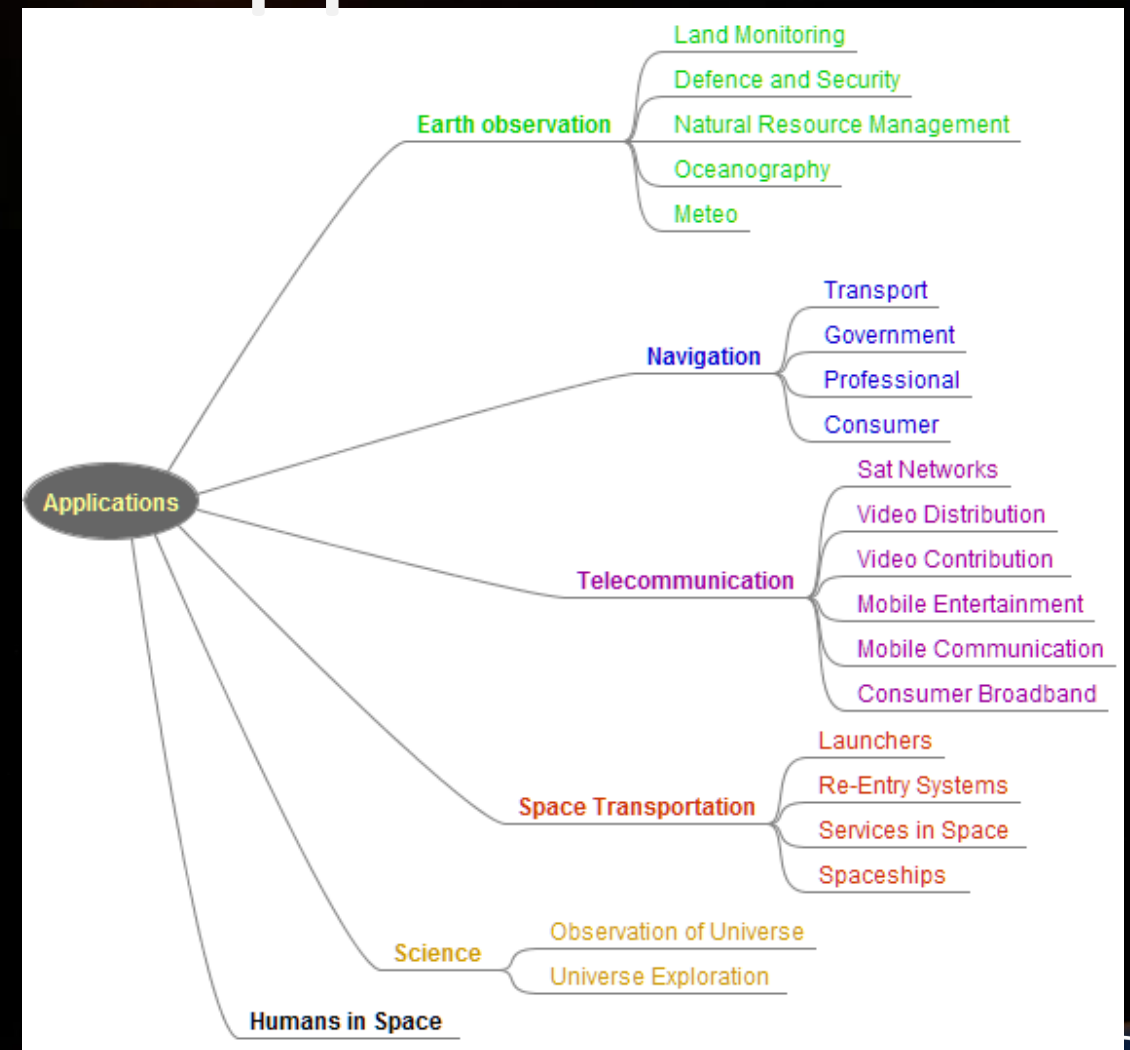 Applications
Earth observation
Land Monitoring
Defence and Security
Natural Resource Management
Oceanography
Meteo
Navigation
Transport
Government
Professional
Consumer
Telecommunication
Sat Networks
Video Distribution
Video Contribution
Mobile Entertainment
Mobile Communication
Consumer Broadband
Space Transportation
Launchers
Re-Entry Systems
Services in Space
Spaceships
Science
Observation of Universe
Universe Exploration
Humans in Space